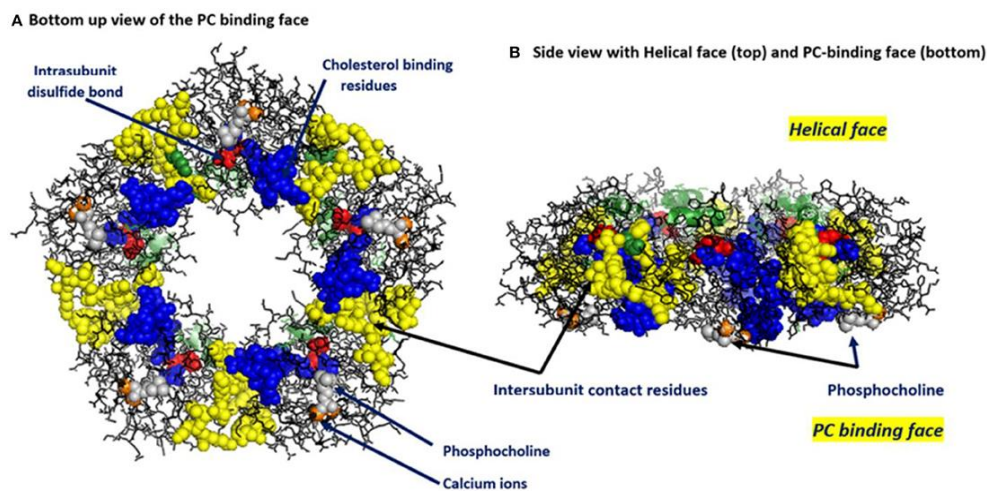 A Bottom up view of the PC binding face
Intrasubunit
disulfide bond
Cholesterol binding
residues
Phosphocholine
Calcium ions
B Side view with Helical face (top) and PC-binding face (bottom)
Helical face
Intersubunit contact residues
Phosphocholine
PC binding face